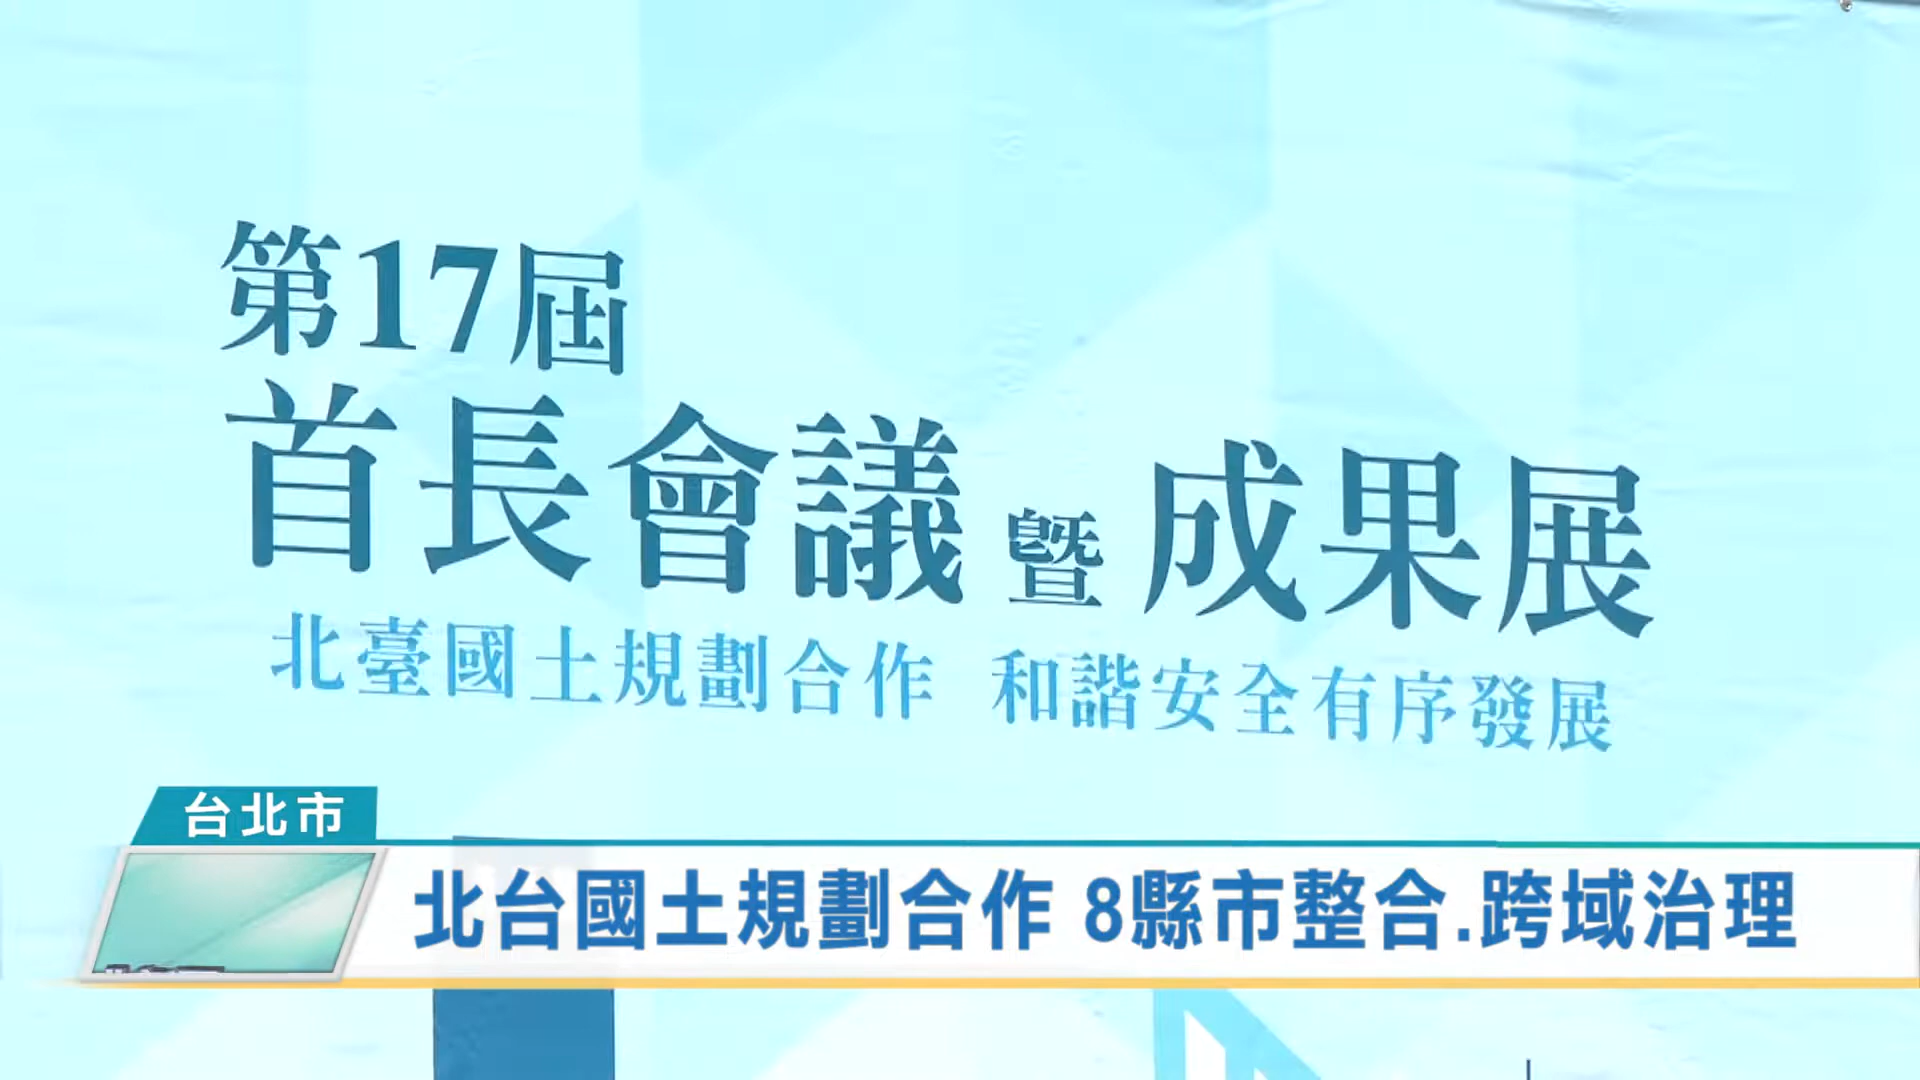 第17屆
首長會議 暨 成果展
北臺國土規劃合作 和諧安全有序發展
台北市
北台國土規劃合作 8縣市整合.跨域治理